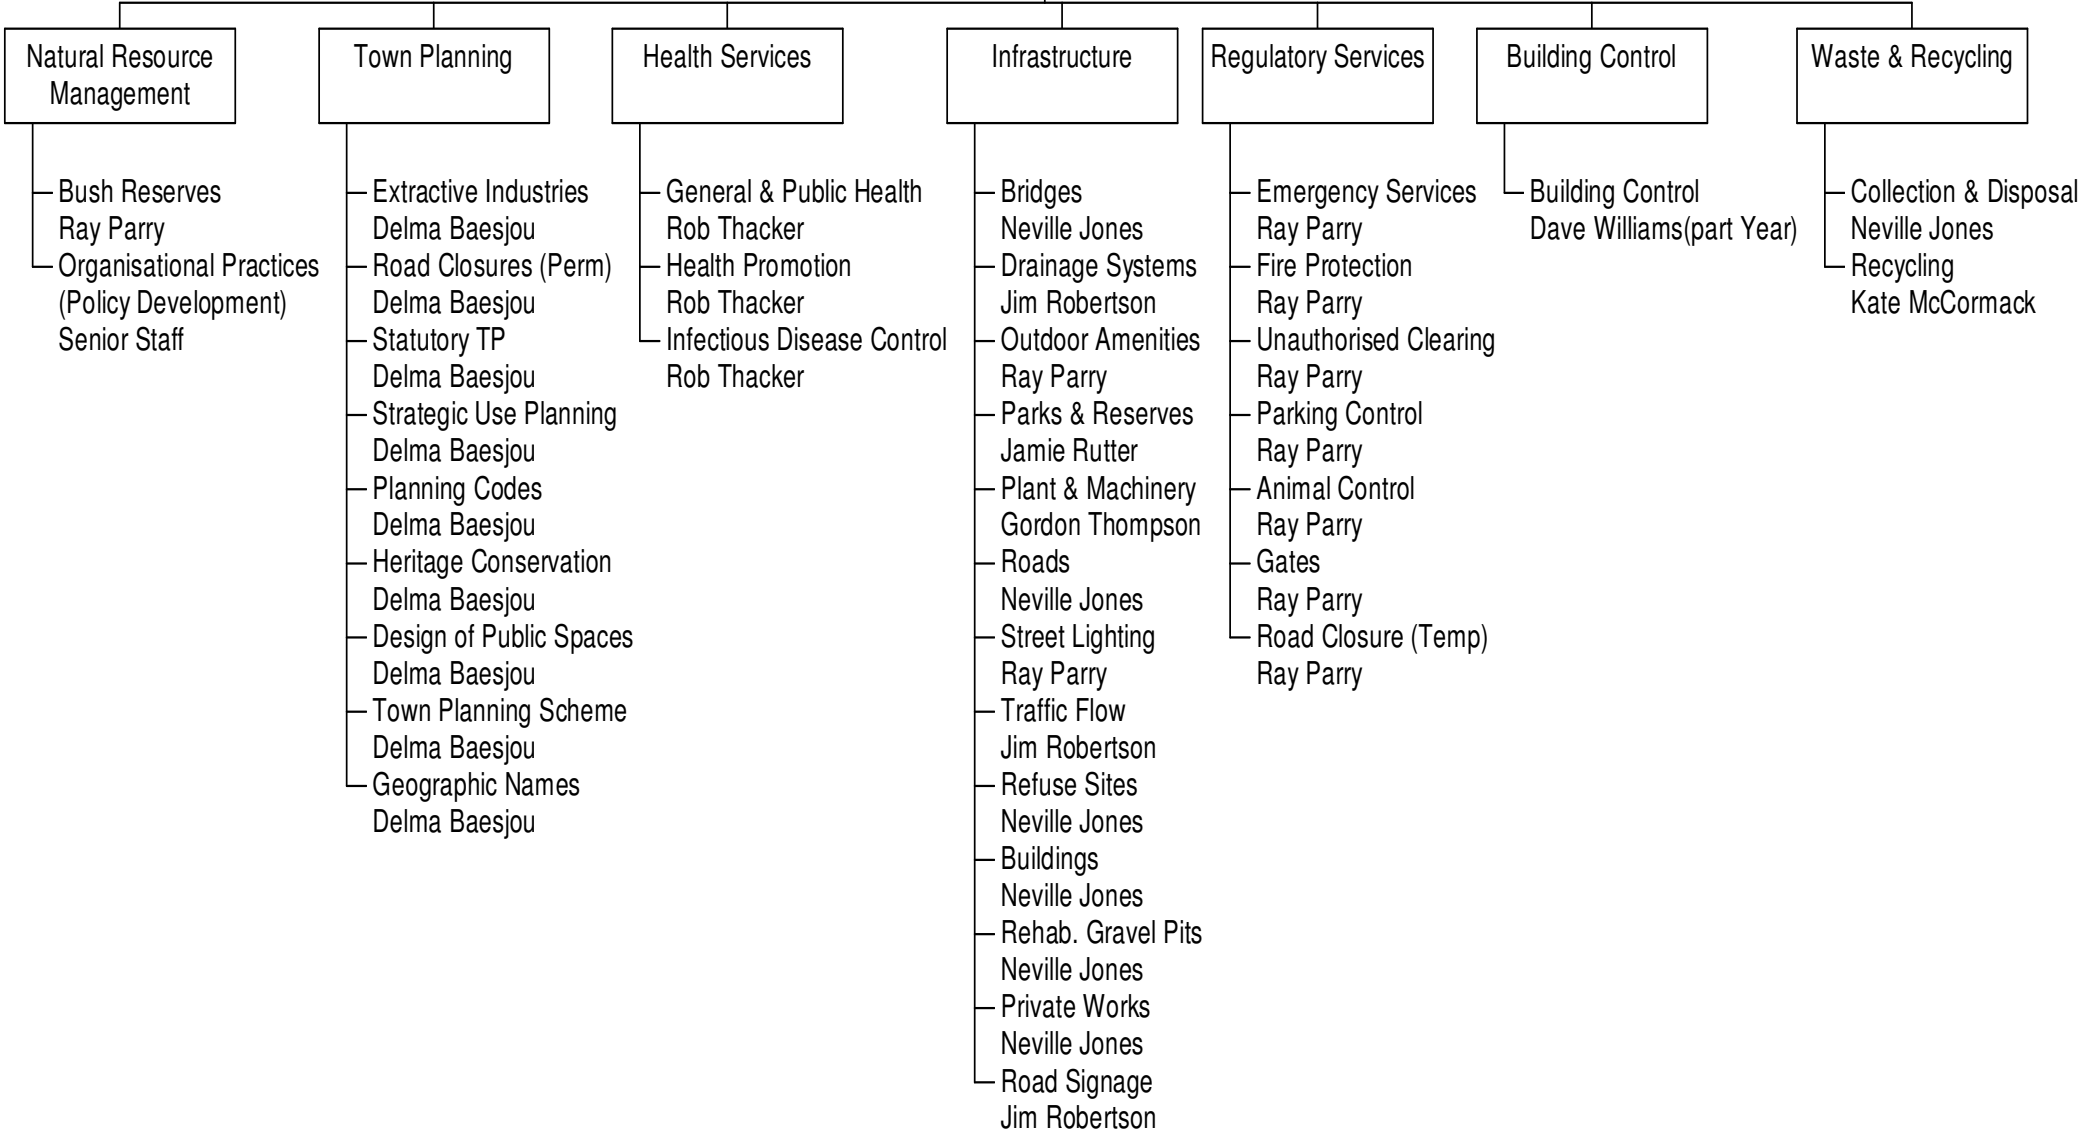 Natural Resource
Management
Bush Reserves
Ray Parry
Organisational Practices
(Policy Development)
Senior Staff
Town Planning
Extractive Industries
Delma Baesjou
Road Closures (Perm)
Delma Baesjou
Statutory TP
Delma Baesjou
Strategic Use Planning
Delma Baesjou
Planning Codes
Delma Baesjou
Heritage Conservation
Delma Baesjou
Design of Public Spaces
Delma Baesjou
Town Planning Scheme
Delma Baesjou
Geographic Names
Delma Baesjou
Health Services
General & Public Health
Rob Thacker
Health Promotion
Rob Thacker
Infectious Disease Control
Rob Thacker
Infrastructure
Bridges
Neville Jones
Drainage Systems
Jim Robertson
Outdoor Amenities
Ray Parry
Parks & Reserves
Jamie Rutter
Plant & Machinery
Gordon Thompson
Roads
Neville Jones
Street Lighting
Ray Parry
Traffic Flow
Jim Robertson
Refuse Sites
Neville Jones
Buildings
Neville Jones
Rehab. Gravel Pits
Neville Jones
Private Works
Neville Jones
Road Signage
Jim Robertson
Regulatory Services
Emergency Services
Ray Parry
Fire Protection
Ray Parry
Unauthorised Clearing
Ray Parry
Parking Control
Ray Parry
Animal Control
Ray Parry
Gates
Ray Parry
Road Closure (Temp)
Ray Parry
Building Control
Building Control
Dave Williams(part Year)
Waste & Recycling
Collection & Disposal
Neville Jones
Recycling
Kate McCormack